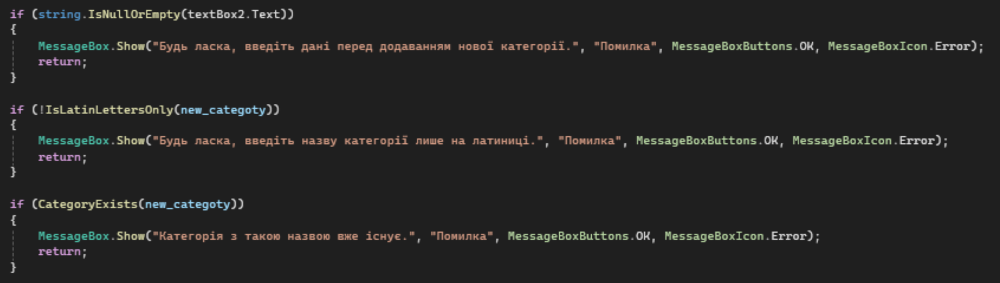 if (string.IsNullOrEmpty(textBox2.Text))
{
MessageBox.Show("Будь ласка, введіть дані перед додаванням нової категорії.", "Помилка", MessageBoxButtons.OK, MessageBoxIcon.Error);
return;
}
if (!IsLatinLettersOnly(new_categoty))
{
MessageBox.Show("Будь ласка, введіть назву категорії лише на латиниці.", "Помилка", MessageBoxButtons.OK, MessageBoxIcon.Error);
return;
}
if (CategoryExists(new_categoty))
{
MessageBox.Show("Категорія з такою назвою вже існує.", "Помилка", MessageBoxButtons.OK, MessageBoxIcon.Error);
return;
}